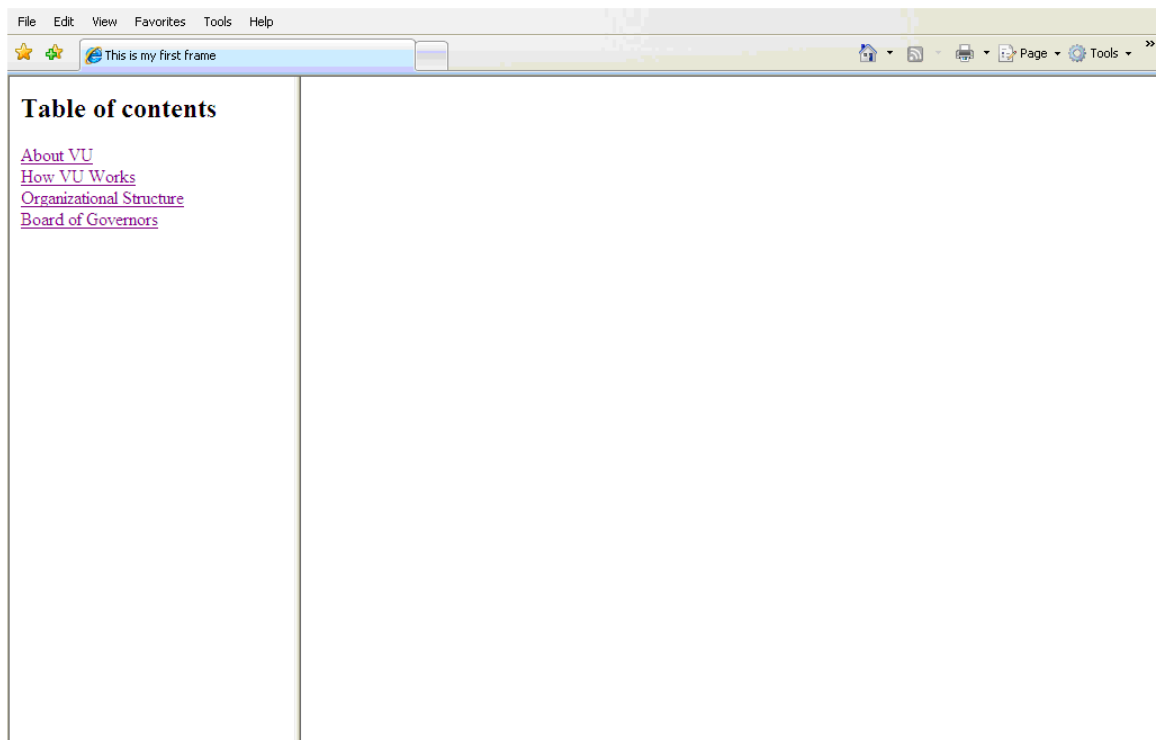 File Edit View Favorites Tools Help
This is my first frame
Page Tools »
Table of contents
About VU
How VU Works
Organizational Structure
Board of Governors